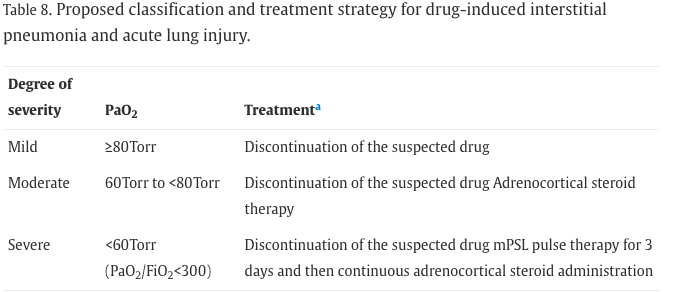 Table 8. Proposed classification and treatment strategy for drug-induced interstitial
pneumonia and acute lung injury.
Degree of
severity PaO₂ Treatmentᵃ
Mild ≥80Torr Discontinuation of the suspected drug
Moderate 60Torr to <80Torr Discontinuation of the suspected drug Adrenocortical steroid
therapy
Severe <60Torr Discontinuation of the suspected drug mPSL pulse therapy for 3
(PaO₂/FiO₂<300) days and then continuous adrenocortical steroid administration